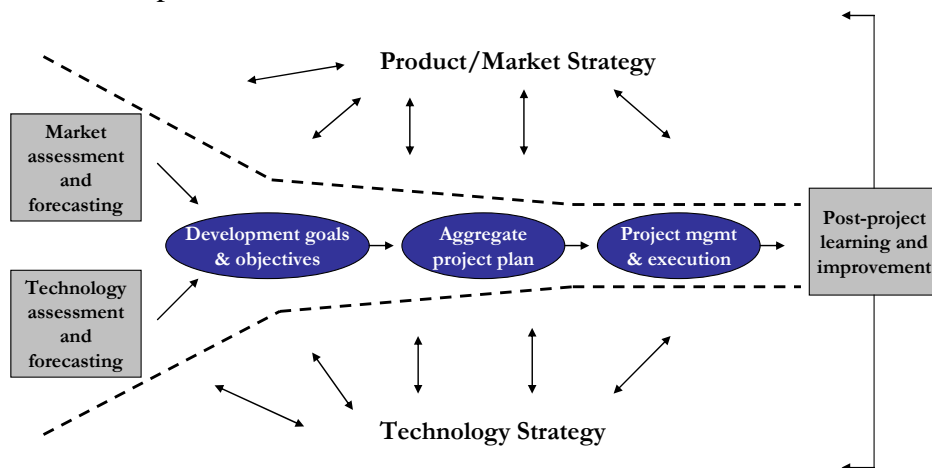 Product/Market Strategy
Market
assessment
and
forecasting
Technology
assessment
and
forecasting
Development goals
& objectives
Aggregate
project plan
Project mgmt
& execution
Post-project
learning and
improvement
Technology Strategy